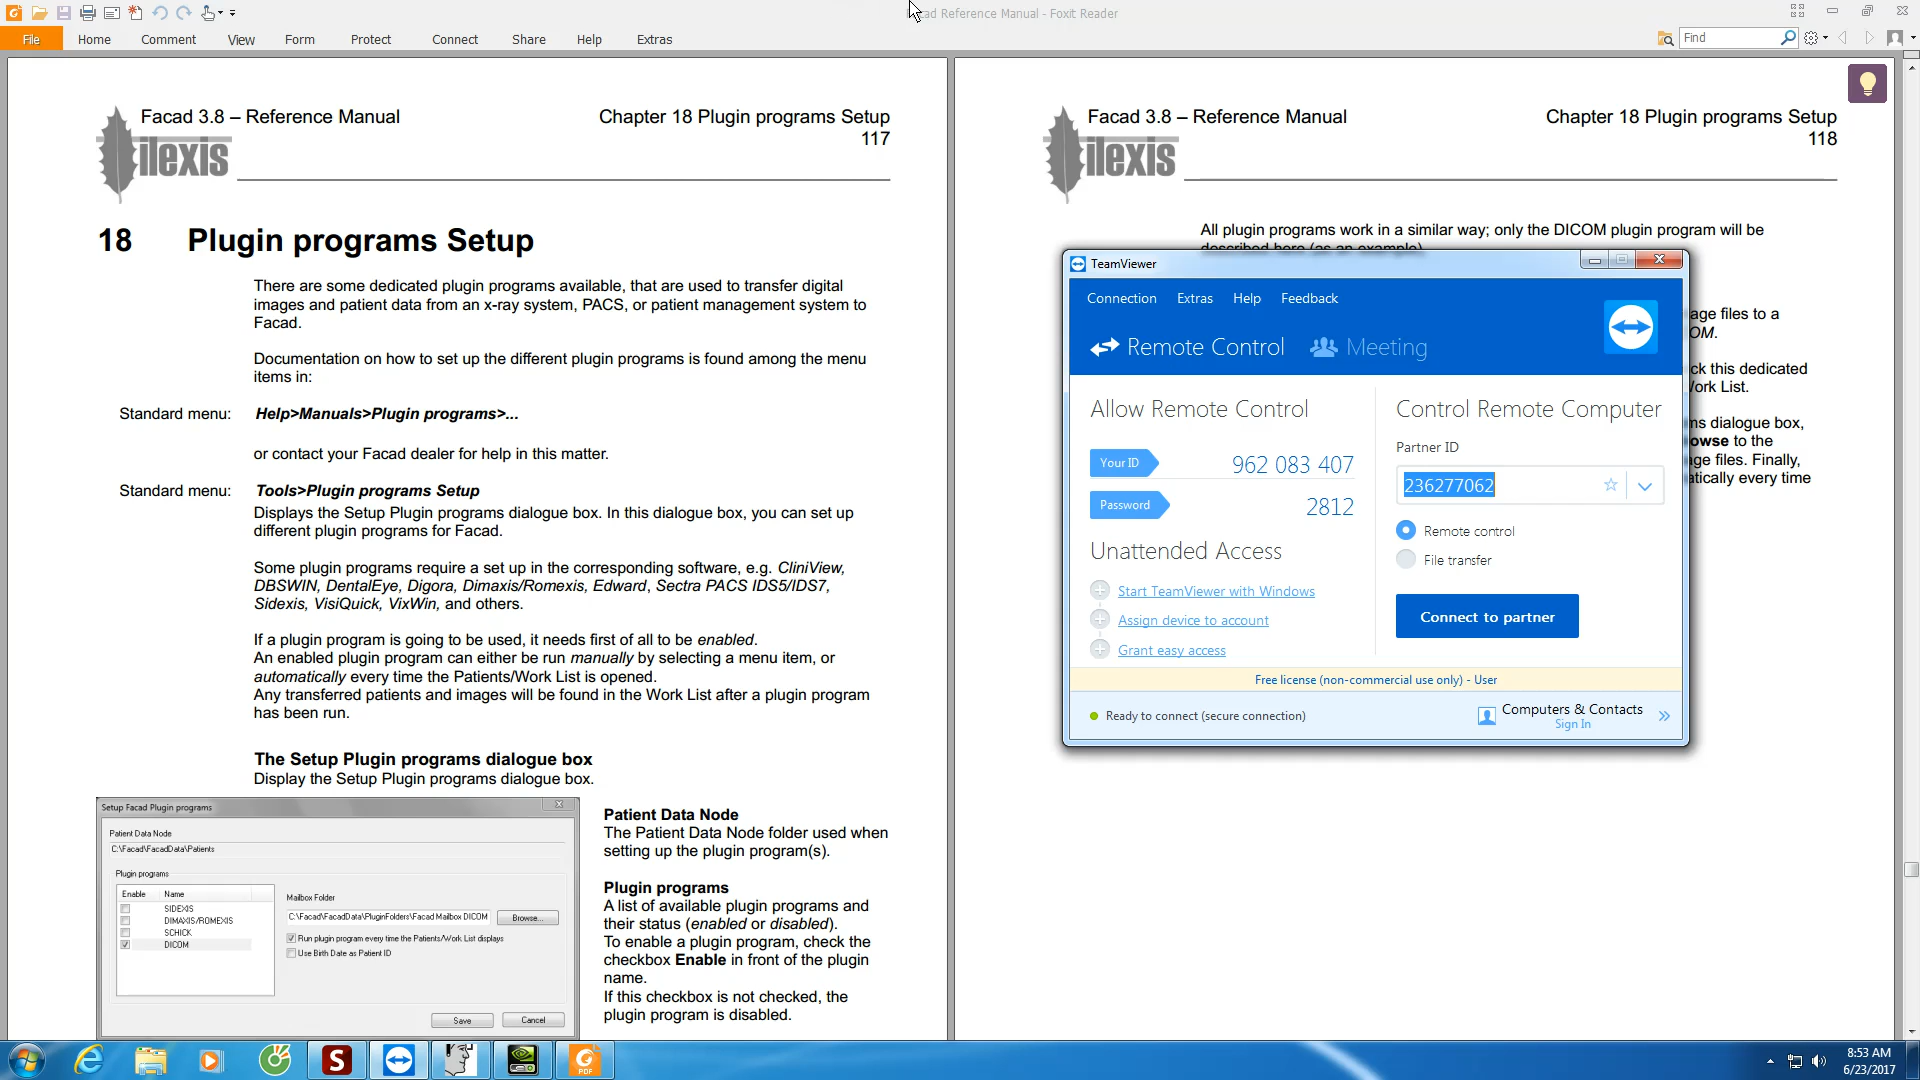 Facad Reference Manual - Foxit Reader
File
Home
Comment
View
Form
Protect
Connect
Share
Help
Extras
Find
Facad 3.8 – Reference Manual
Chapter 18 Plugin programs Setup
117
ilexis
18 Plugin programs Setup
There are some dedicated plugin programs available, that are used to transfer digital
images and patient data from an x-ray system, PACS, or patient management system to
Facad.
Documentation on how to set up the different plugin programs is found among the menu
items in:
Standard menu: Help>Manuals>Plugin programs>...
or contact your Facad dealer for help in this matter.
Standard menu: Tools>Plugin programs Setup
Displays the Setup Plugin programs dialogue box. In this dialogue box, you can set up
different plugin programs for Facad.
Some plugin programs require a set up in the corresponding software, e.g. CliniView,
DBSWIN, DentalEye, Digora, Dimaxis/Romexis, Edward, Sectra PACS IDS5/IDS7,
Sidexis, VisiQuick, VixWin, and others.
If a plugin program is going to be used, it needs first of all to be enabled.
An enabled plugin program can either be run manually by selecting a menu item, or
automatically every time the Patients/Work List is opened.
Any transferred patients and images will be found in the Work List after a plugin program
has been run.
The Setup Plugin programs dialogue box
Display the Setup Plugin programs dialogue box.
Setup Facad Plugin programs
Patient Data Node
C:\Facad\FacadData\Patients
Plugin programs
Enable Name
SIDEXIS
DIMAXIS/ROMEXIS
SCHICK
DICOM
Mailbox Folder
C:\Facad\FacadData\PluginFolders\Facad Mailbox DICOM
Browse...
Run plugin program every time the Patients/Work List displays
Use Birth Date as Patient ID
Save
Cancel
Patient Data Node
The Patient Data Node folder used when
setting up the plugin program(s).
Plugin programs
A list of available plugin programs and
their status (enabled or disabled).
To enable a plugin program, check the
checkbox Enable in front of the plugin
name.
If this checkbox is not checked, the
plugin program is disabled.
Facad 3.8 – Reference Manual
Chapter 18 Plugin programs Setup
118
ilexis
All plugin programs work in a similar way; only the DICOM plugin program will be
described here (as an example)
age files to a
OM.
ck this dedicated
Work List.
ns dialogue box,
owse to the
ge files. Finally,
atically every time
TeamViewer
Connection
Extras
Help
Feedback
Remote Control
Meeting
Allow Remote Control
Your ID
962 083 407
Password
2812
Unattended Access
Start TeamViewer with Windows
Assign device to account
Grant easy access
Control Remote Computer
Partner ID
236277062
Remote control
File transfer
Connect to partner
Free license (non-commercial use only) - User
Ready to connect (secure connection)
Computers & Contacts
Sign In
S
PDF
8:53 AM
6/23/2017